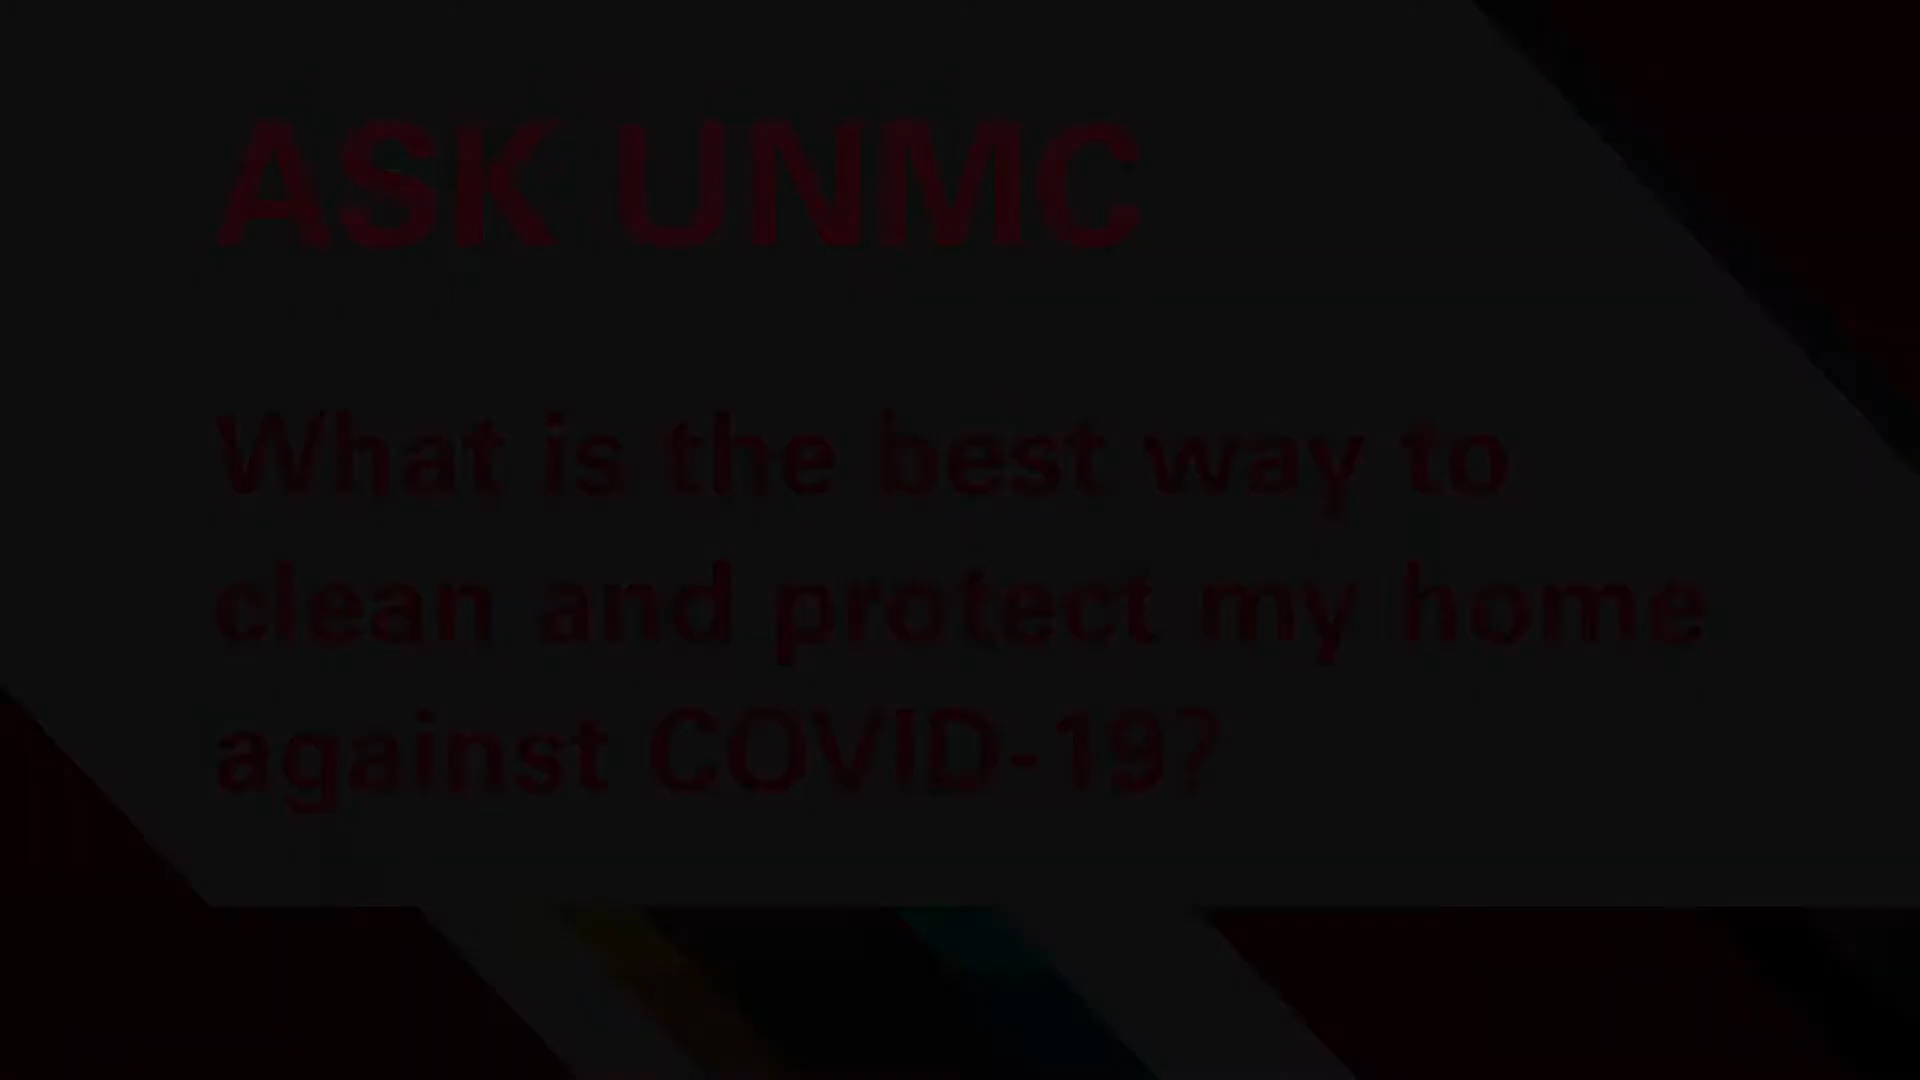 ASK UNMC
What is the best way to
clean and protect my home
against COVID-19?